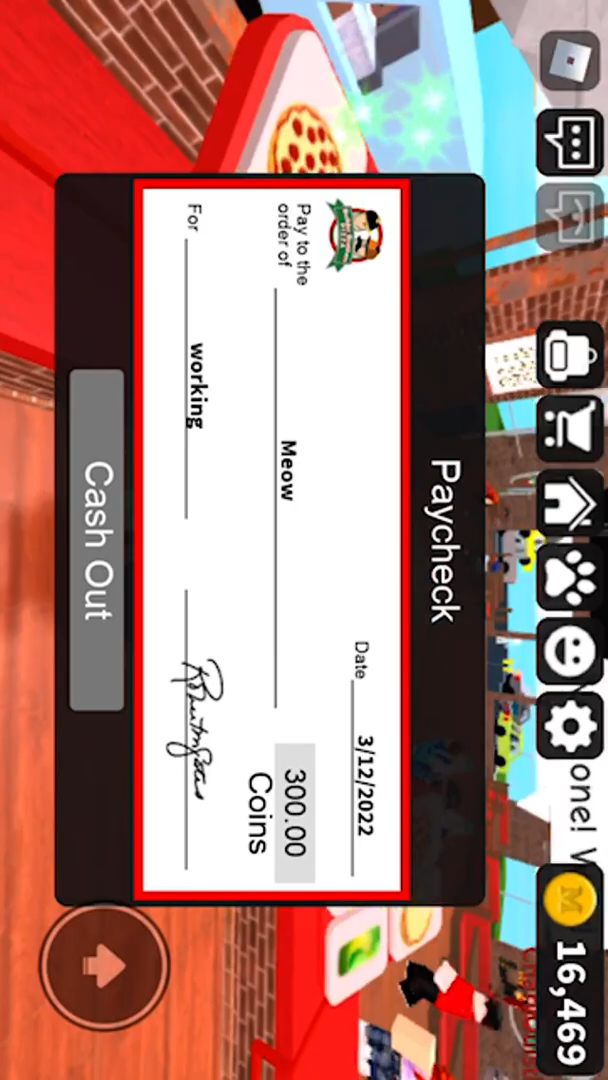 one! W
16,469
Paycheck
Date 3/12/2022
Pay to the
order of
Meow
300.00
Coins
For working
Cash Out